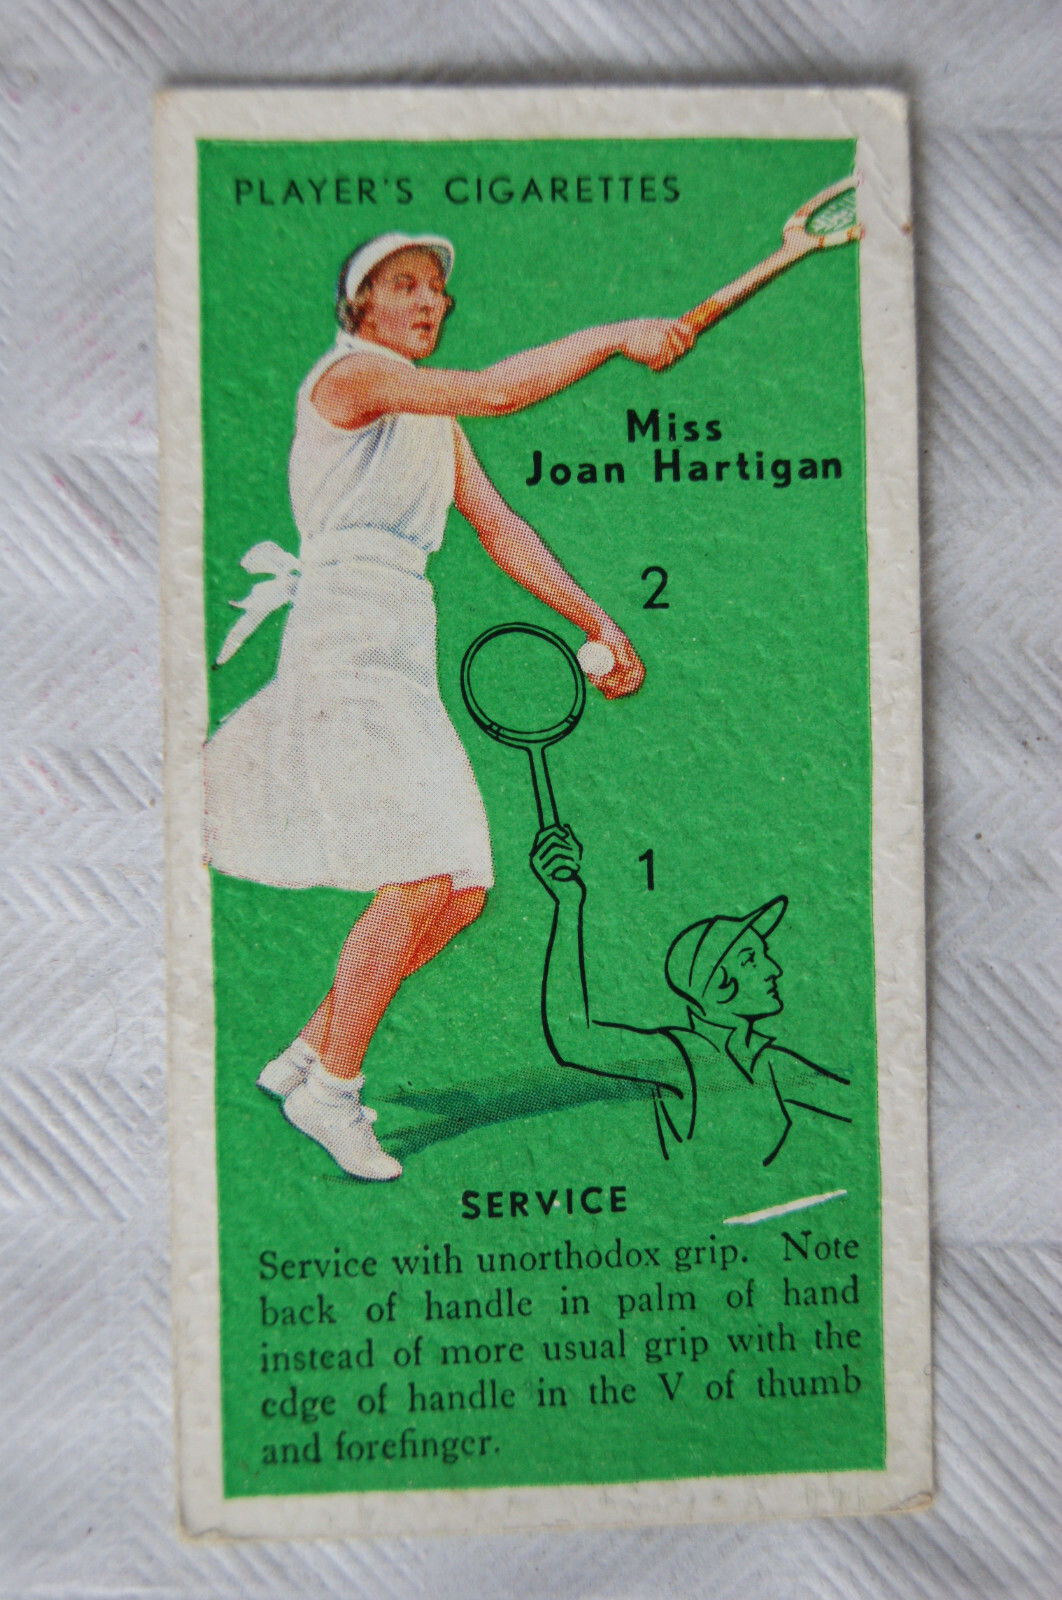 PLAYER'S CIGARETTES
Miss
Joan Hartigan
2
1
SERVICE
Service with unorthodox grip. Note
back of handle in palm of hand
instead of more usual grip with the
edge of handle in the V of thumb
and forefinger.